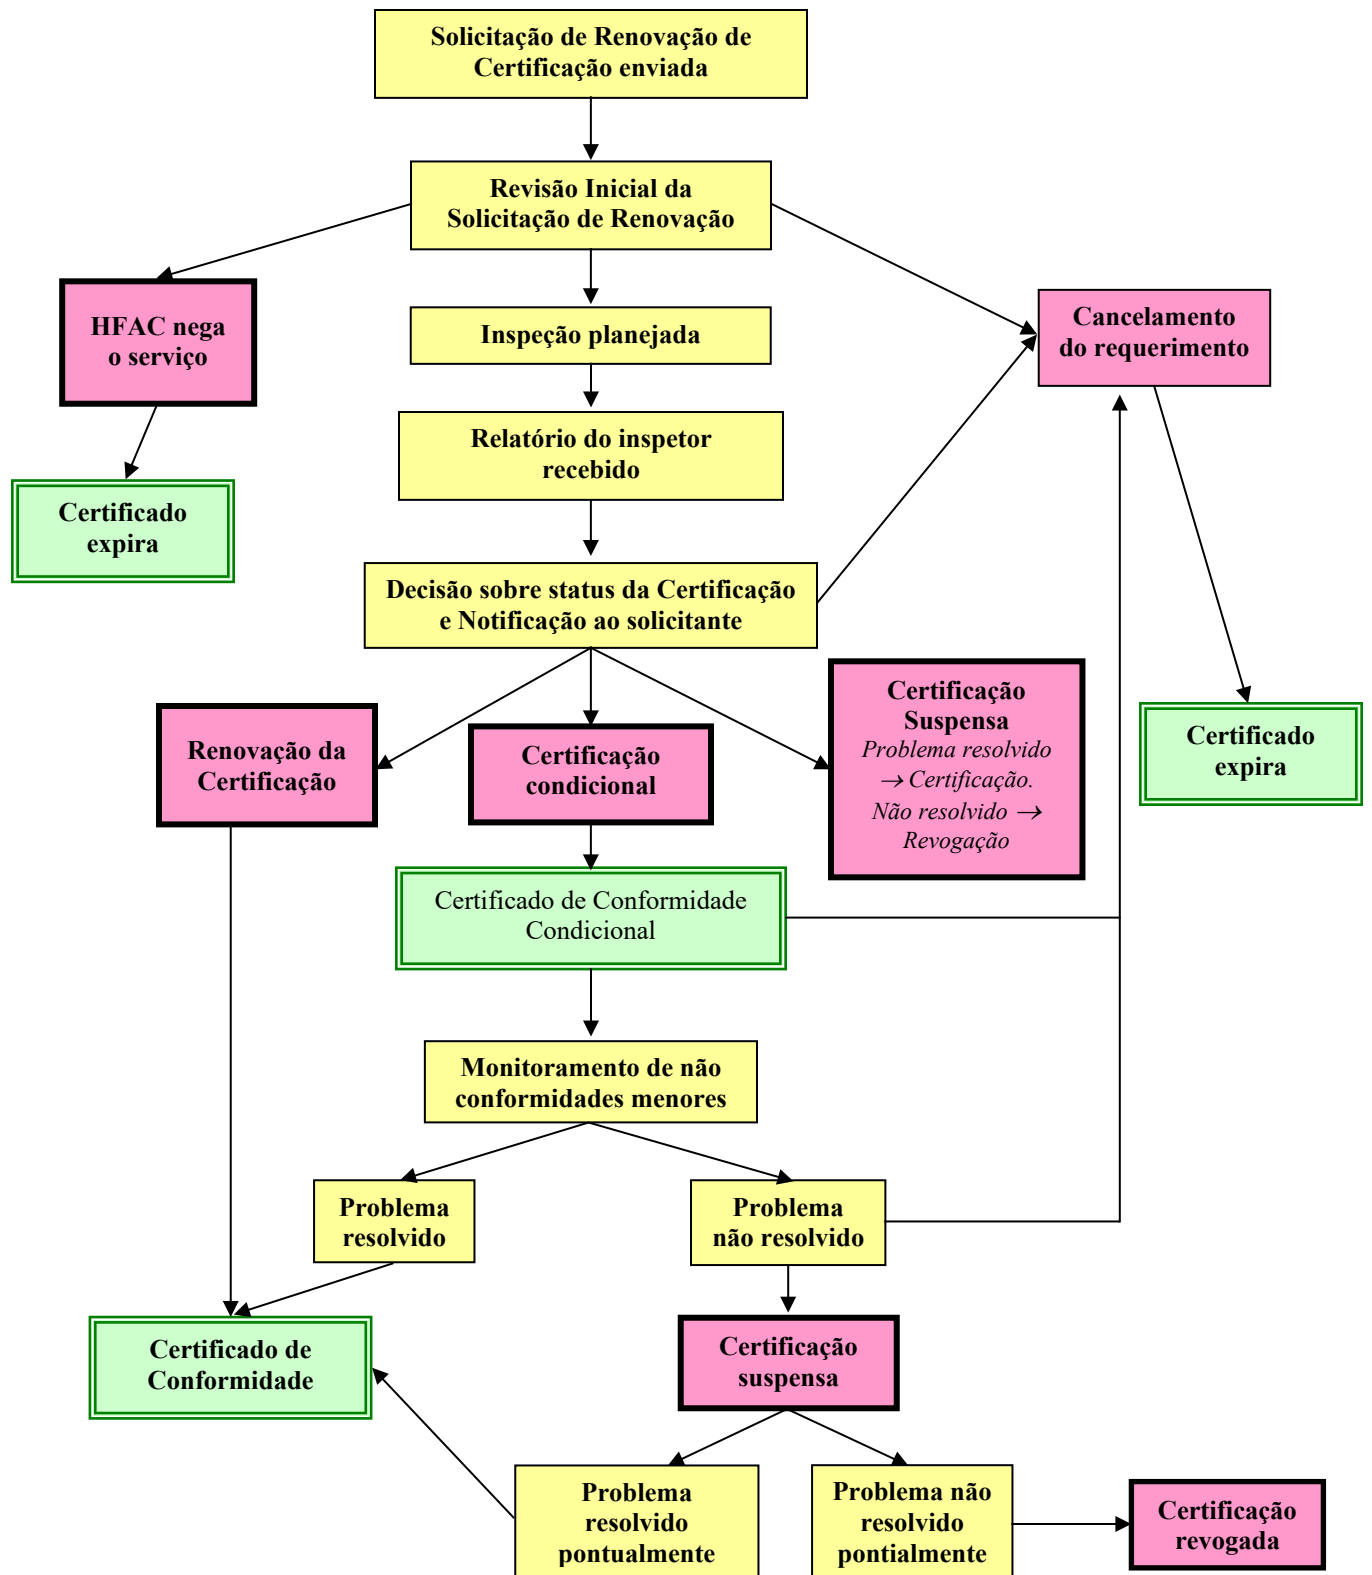 Solicitação de Renovação de
Certificação enviada
Revisão Inicial da
Solicitação de Renovação
HFAC nega
o serviço
Inspeção planejada
Cancelamento
do requerimento
Relatório do inspetor
recebido
Certificado
expira
Decisão sobre status da Certificação
e Notificação ao solicitante
Renovação da
Certificação
Certificação
condicional
Certificação
Suspensa
Problema resolvido
→ Certificação.
Não resolvido →
Revogação
Certificado
expira
Certificado de Conformidade
Condicional
Monitoramento de não
conformidades menores
Problema
resolvido
Problema
não resolvido
Certificado de
Conformidade
Certificação
suspensa
Problema
resolvido
pontualmente
Problema não
resolvido
pontialmente
Certificação
revogada